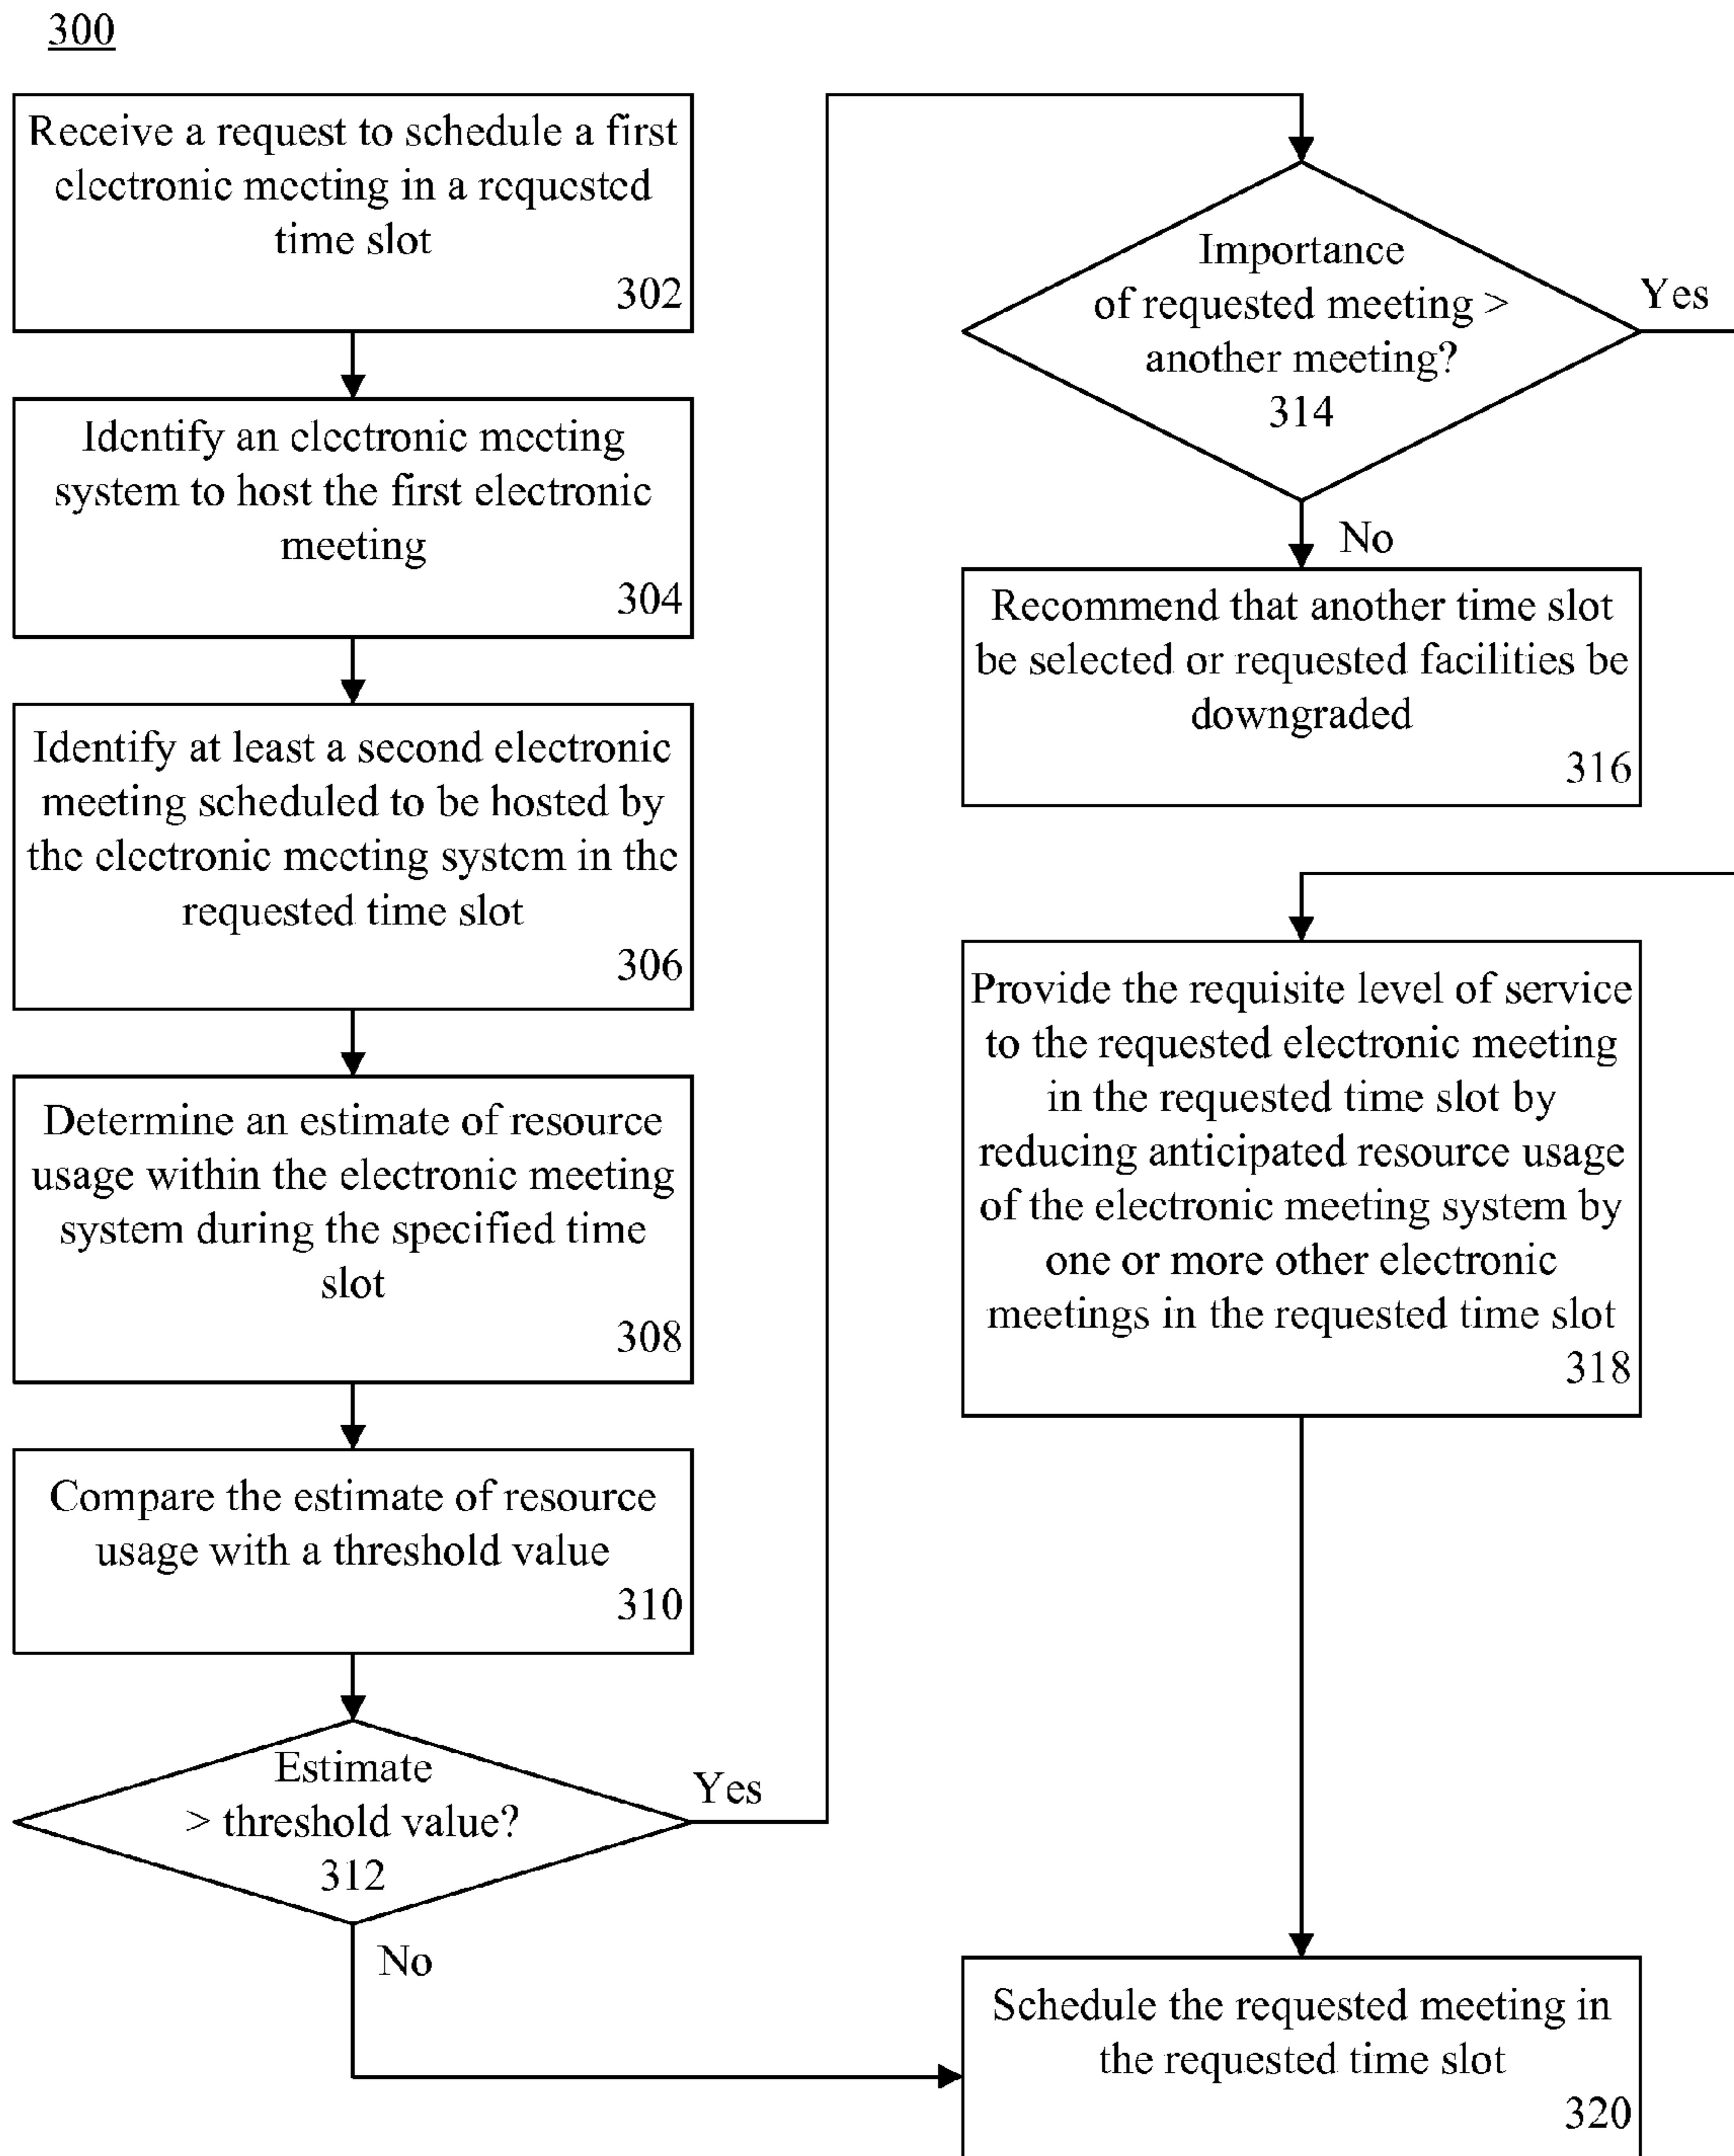 300
Receive a request to schedule a first
electronic meeting in a requested
time slot
302
Identify an electronic meeting
system to host the first electronic
meeting
304
Identify at least a second electronic
meeting scheduled to be hosted by
the electronic meeting system in the
requested time slot
306
Determine an estimate of resource
usage within the electronic meeting
system during the specified time
slot
308
Compare the estimate of resource
usage with a threshold value
310
Estimate
> threshold value?
312
Yes
No
Importance
of requested meeting >
another meeting?
314
Yes
No
Recommend that another time slot
be selected or requested facilities be
downgraded
316
Provide the requisite level of service
to the requested electronic meeting
in the requested time slot by
reducing anticipated resource usage
of the electronic meeting system by
one or more other electronic
meetings in the requested time slot
318
Schedule the requested meeting in
the requested time slot
320